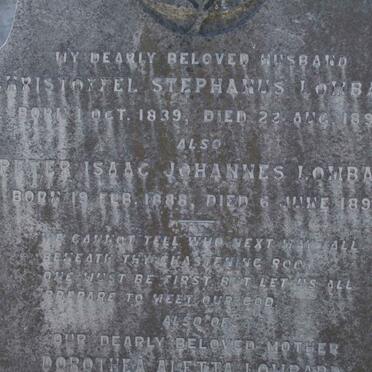 MY DEARLY BELOVED HUSBAND
CHRISTOFFEL STEPHANUS LOMBA
BORN 1 OCT. 1839, DIED 22 AUG. 189
ALSO
PIETER ISAAC JOHANNES LOMBA
BORN 19 FEB. 1888, DIED 6 JUNE 189
WE CANNOT TELL WHO NEXT MAY FALL
BENEATH THY CHASTENING ROD
ONE MUST BE FIRST BUT LET US ALL
PREPARE TO MEET OUR GOD
ALSO OF
OUR DEARLY BELOVED MOTHER
DOROTHEA ALETTA LOMBARD